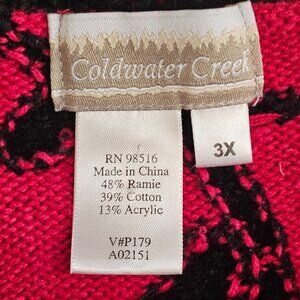 Coldwater Creek
3X
RN 98516
Made in China
48% Ramie
39% Cotton
13% Acrylic
V#P179
A02151